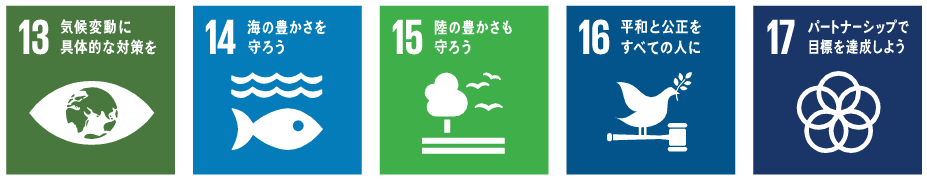 13 気候変動に
具体的な対策を
14 海の豊かさを
守ろう
15 陸の豊かさも
守ろう
16 平和と公正を
すべての人に
17 パートナーシップで
目標を達成しよう